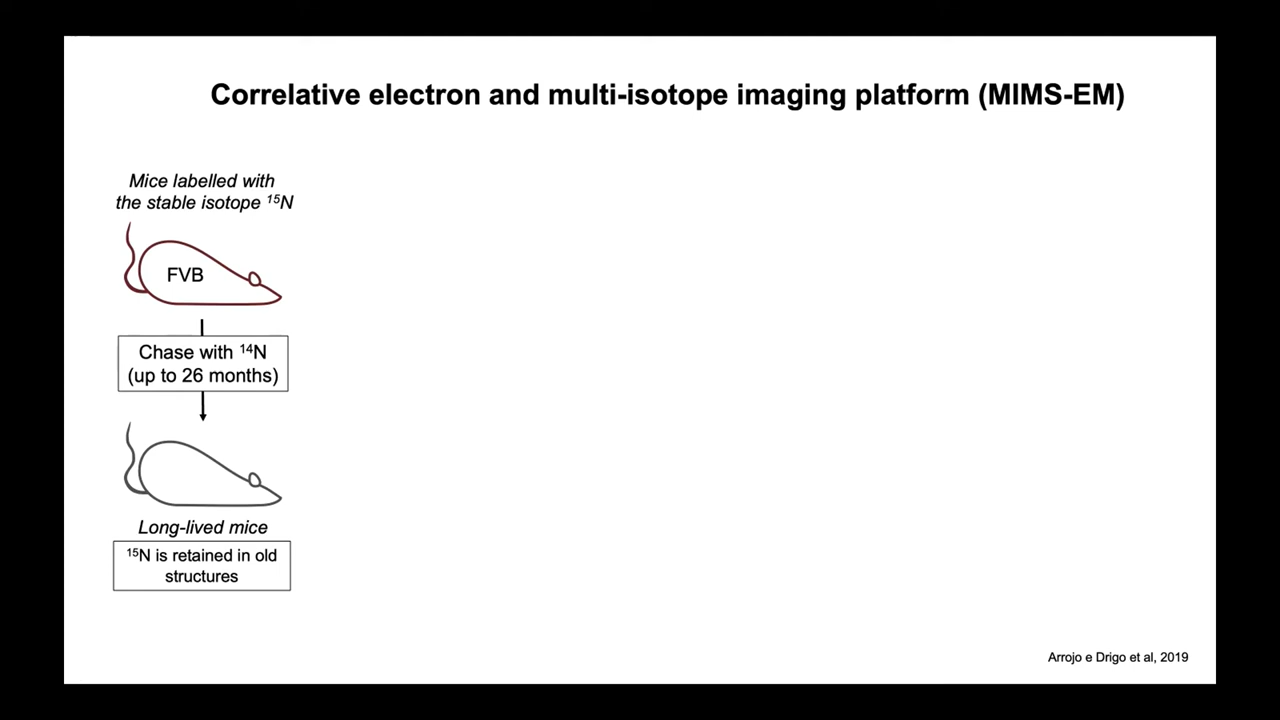 Correlative electron and multi-isotope imaging platform (MIMS-EM)
Mice labelled with
the stable isotope ¹⁵N
FVB
Chase with ¹⁴N
(up to 26 months)
Long-lived mice
¹⁵N is retained in old
structures
Arrojo e Drigo et al, 2019